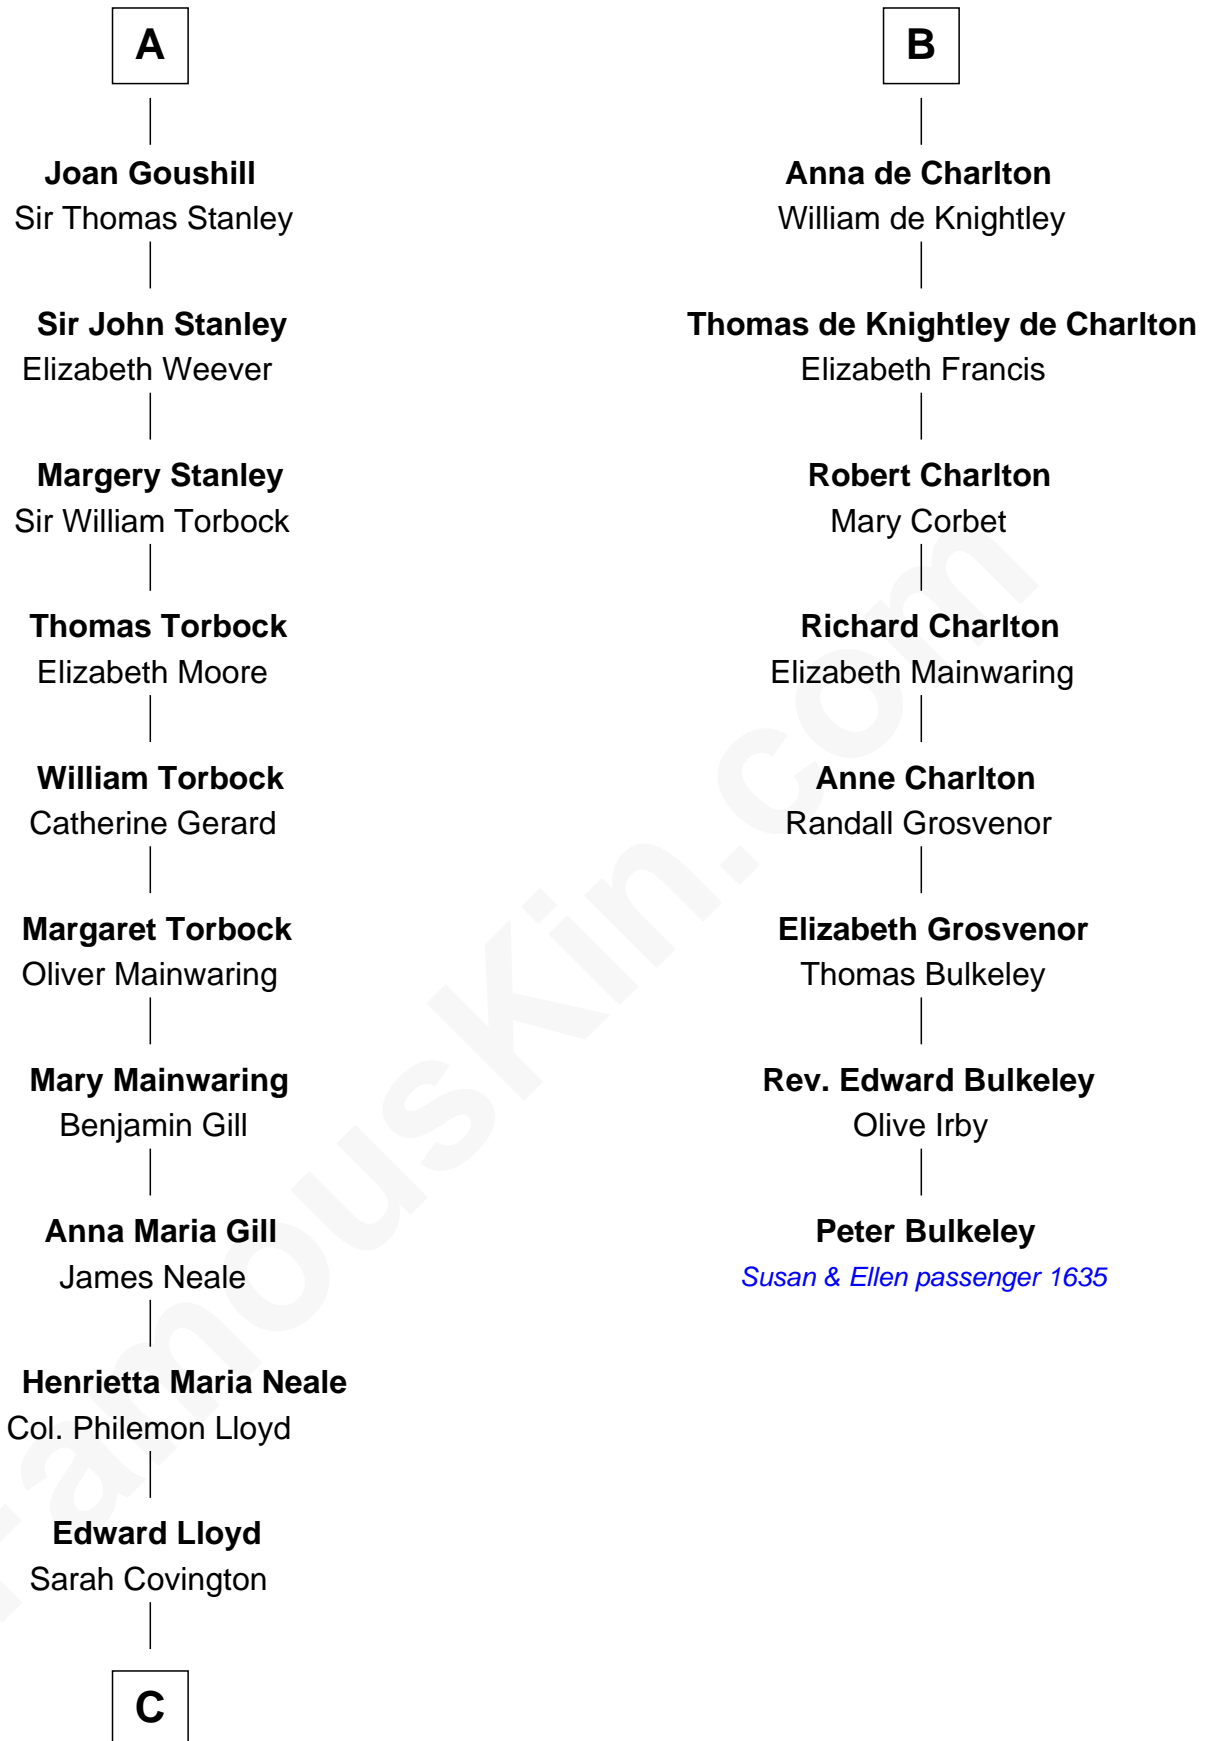 A
Joan Goushill
Sir Thomas Stanley
Sir John Stanley
Elizabeth Weever
Margery Stanley
Sir William Torbock
Thomas Torbock
Elizabeth Moore
William Torbock
Catherine Gerard
Margaret Torbock
Oliver Mainwaring
Mary Mainwaring
Benjamin Gill
Anna Maria Gill
James Neale
Henrietta Maria Neale
Col. Philemon Lloyd
Edward Lloyd
Sarah Covington
C
B
Anna de Charlton
William de Knightley
Thomas de Knightley de Charlton
Elizabeth Francis
Robert Charlton
Mary Corbet
Richard Charlton
Elizabeth Mainwaring
Anne Charlton
Randall Grosvenor
Elizabeth Grosvenor
Thomas Bulkeley
Rev. Edward Bulkeley
Olive Irby
Peter Bulkeley
Susan & Ellen passenger 1635
FamousKin.com